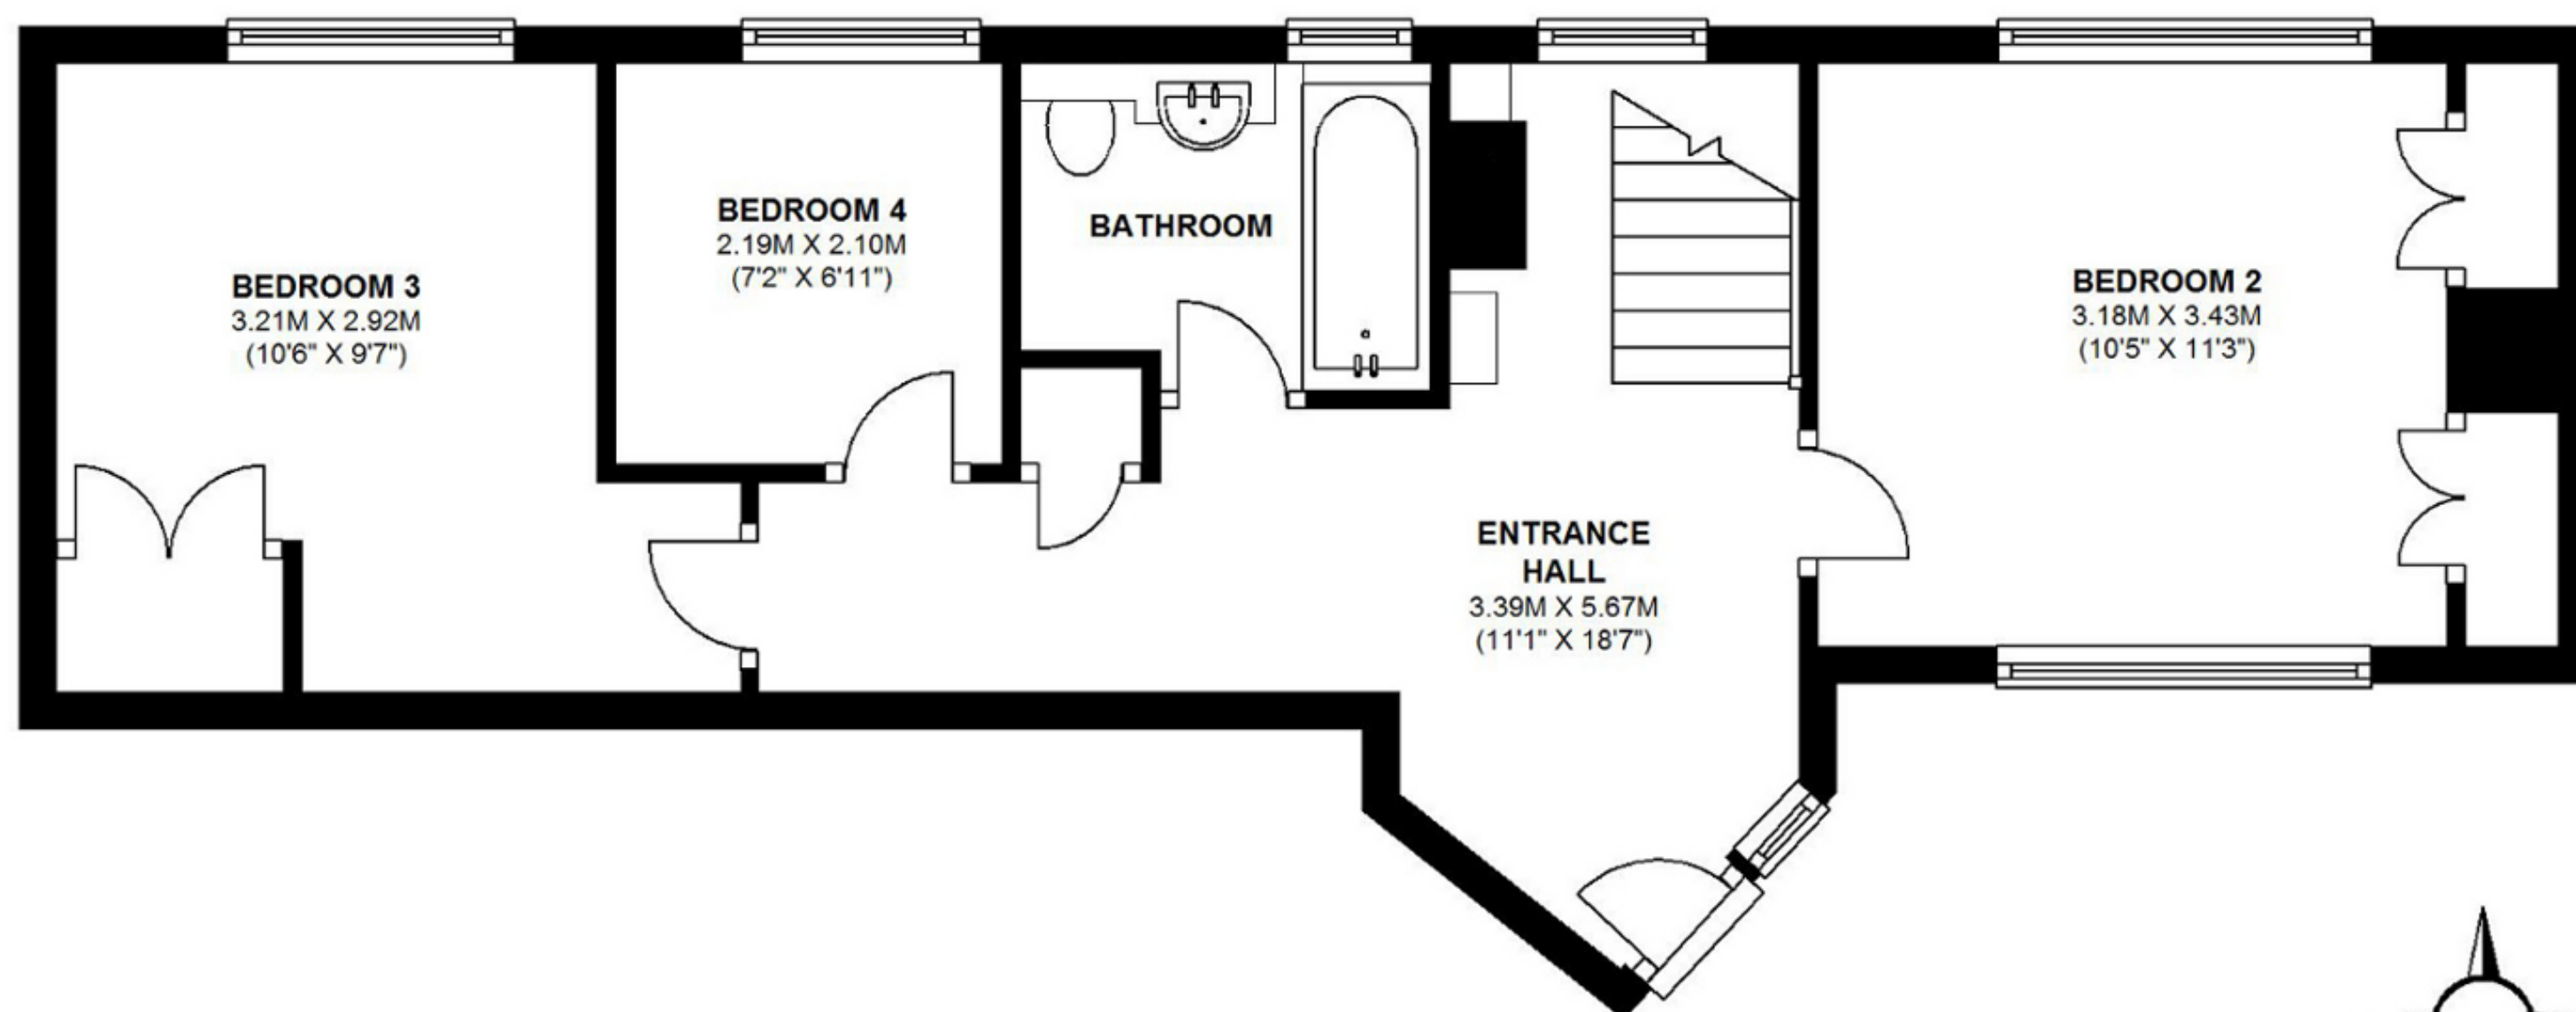 BEDROOM 3
3.21M X 2.92M
(10'6" X 9'7")
BEDROOM 4
2.19M X 2.10M
(7'2" X 6'11")
BATHROOM
ENTRANCE
HALL
3.39M X 5.67M
(11'1" X 18'7")
BEDROOM 2
3.18M X 3.43M
(10'5" X 11'3")